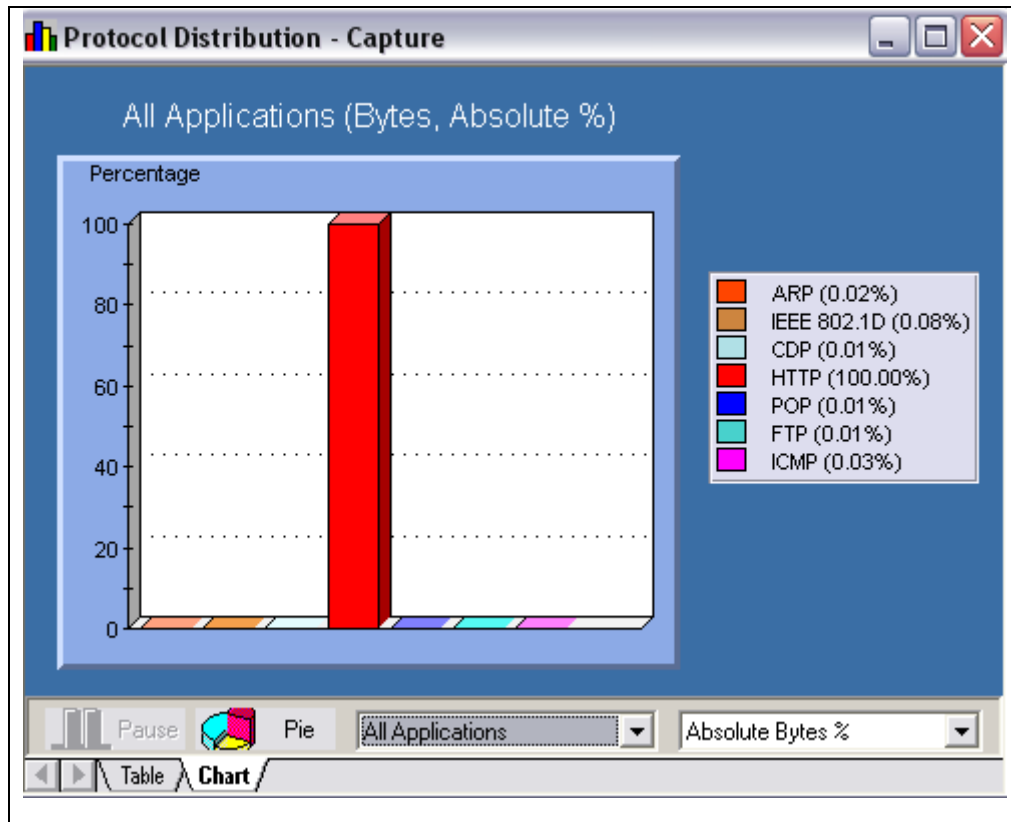 Protocol Distribution - Capture
All Applications (Bytes, Absolute %)
Percentage
100
80
60
40
20
0
ARP (0.02%)
IEEE 802.1D (0.08%)
CDP (0.01%)
HTTP (100.00%)
POP (0.01%)
FTP (0.01%)
ICMP (0.03%)
Pause
Pie
All Applications
Absolute Bytes %
Table
Chart